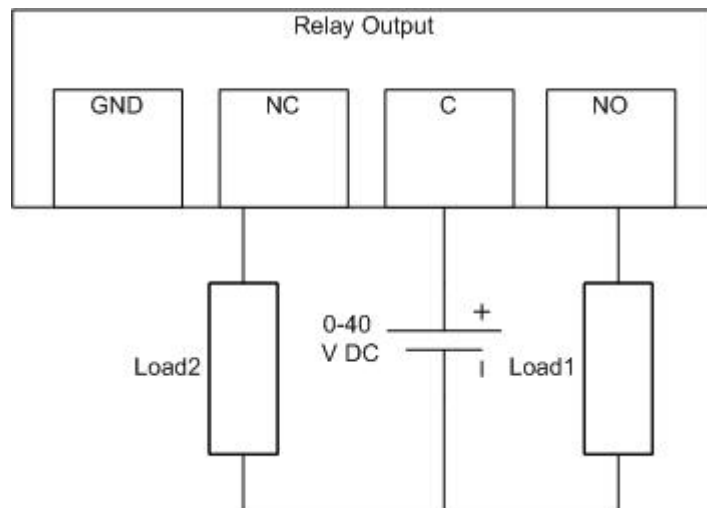 Relay Output
GND
NC
C
NO
0-40
V DC
+
Load2
Load1